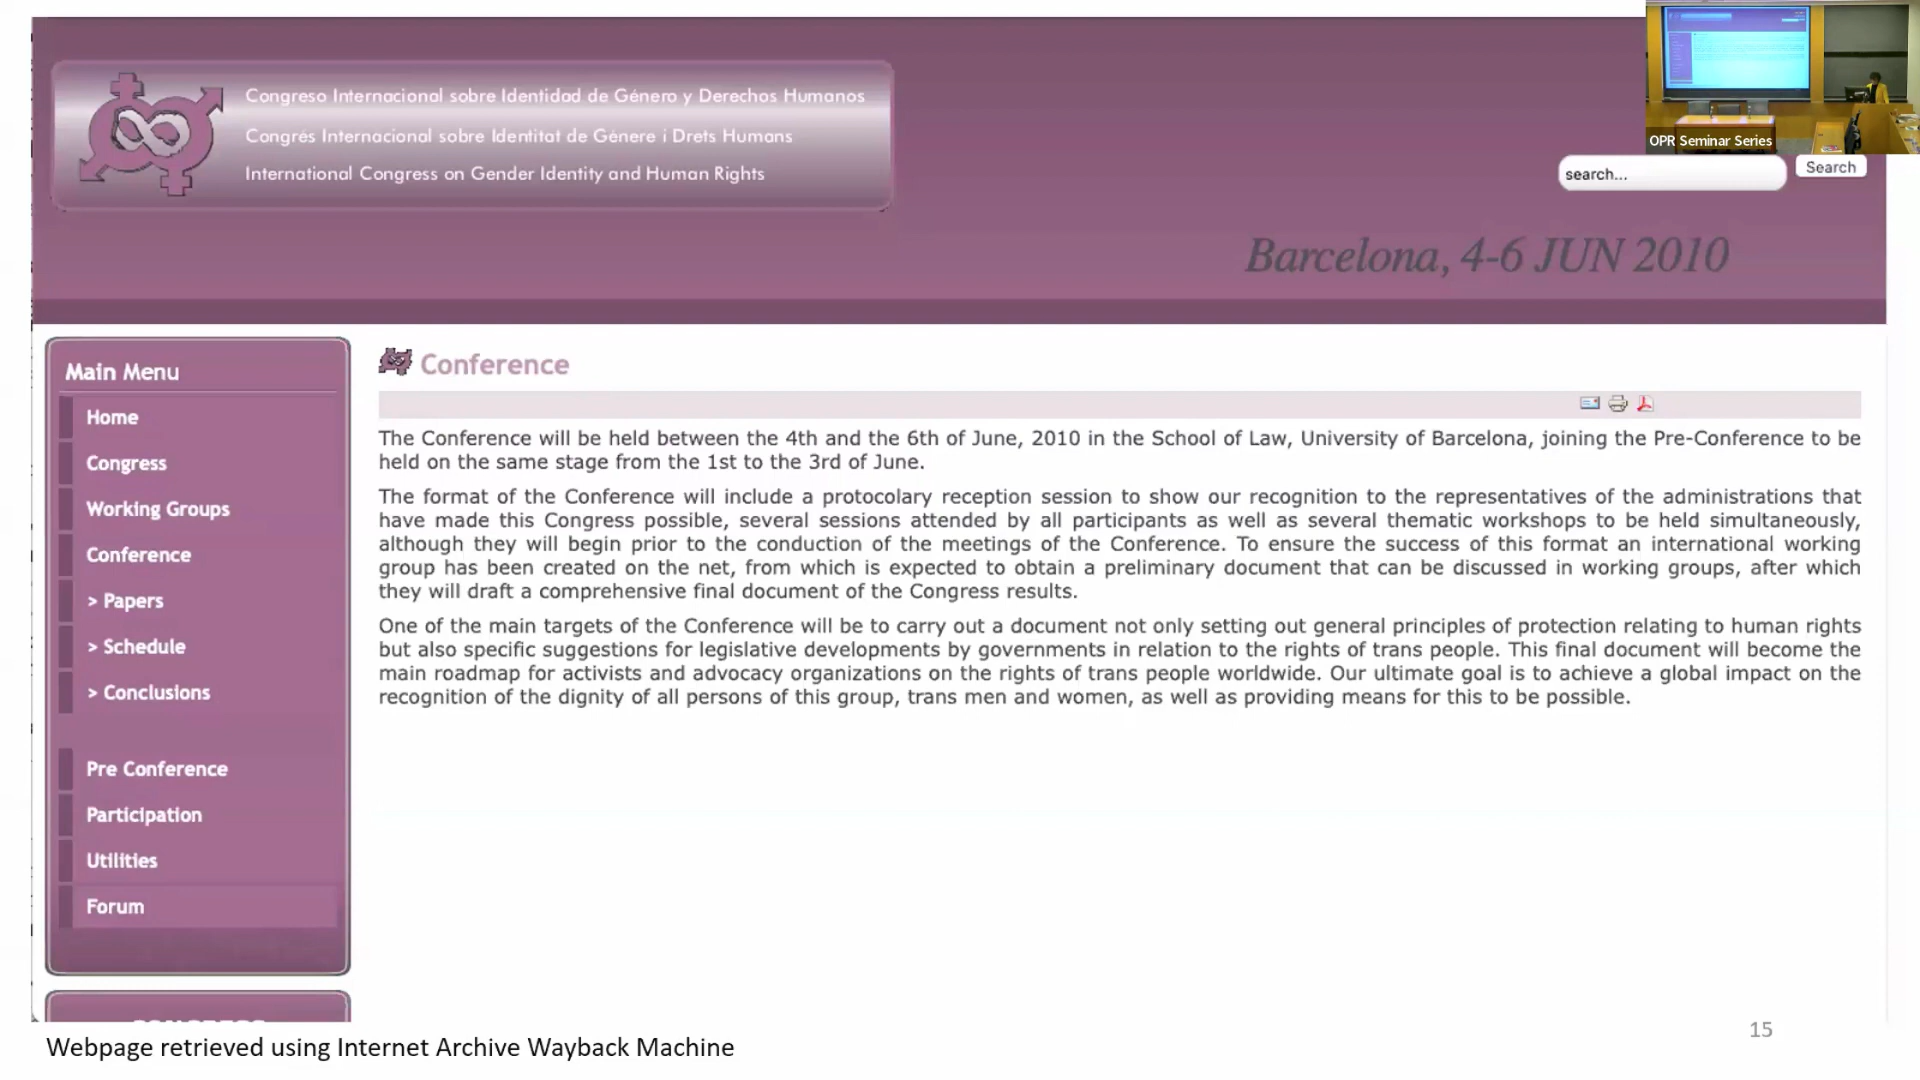 Congreso Internacional sobre Identidad de Género y Derechos Humanos
Congrés Internacional sobre Identitat de Gènere i Drets Humans
International Congress on Gender Identity and Human Rights
OPR Seminar Series
search...
Search
Barcelona, 4-6 JUN 2010
Main Menu
Home
Congress
Working Groups
Conference
> Papers
> Schedule
> Conclusions
Pre Conference
Participation
Utilities
Forum
Conference
The Conference will be held between the 4th and the 6th of June, 2010 in the School of Law, University of Barcelona, joining the Pre-Conference to be
held on the same stage from the 1st to the 3rd of June.
The format of the Conference will include a protocolary reception session to show our recognition to the representatives of the administrations that
have made this Congress possible, several sessions attended by all participants as well as several thematic workshops to be held simultaneously,
although they will begin prior to the conduction of the meetings of the Conference. To ensure the success of this format an international working
group has been created on the net, from which is expected to obtain a preliminary document that can be discussed in working groups, after which
they will draft a comprehensive final document of the Congress results.
One of the main targets of the Conference will be to carry out a document not only setting out general principles of protection relating to human rights
but also specific suggestions for legislative developments by governments in relation to the rights of trans people. This final document will become the
main roadmap for activists and advocacy organizations on the rights of trans people worldwide. Our ultimate goal is to achieve a global impact on the
recognition of the dignity of all persons of this group, trans men and women, as well as providing means for this to be possible.
15
Webpage retrieved using Internet Archive Wayback Machine